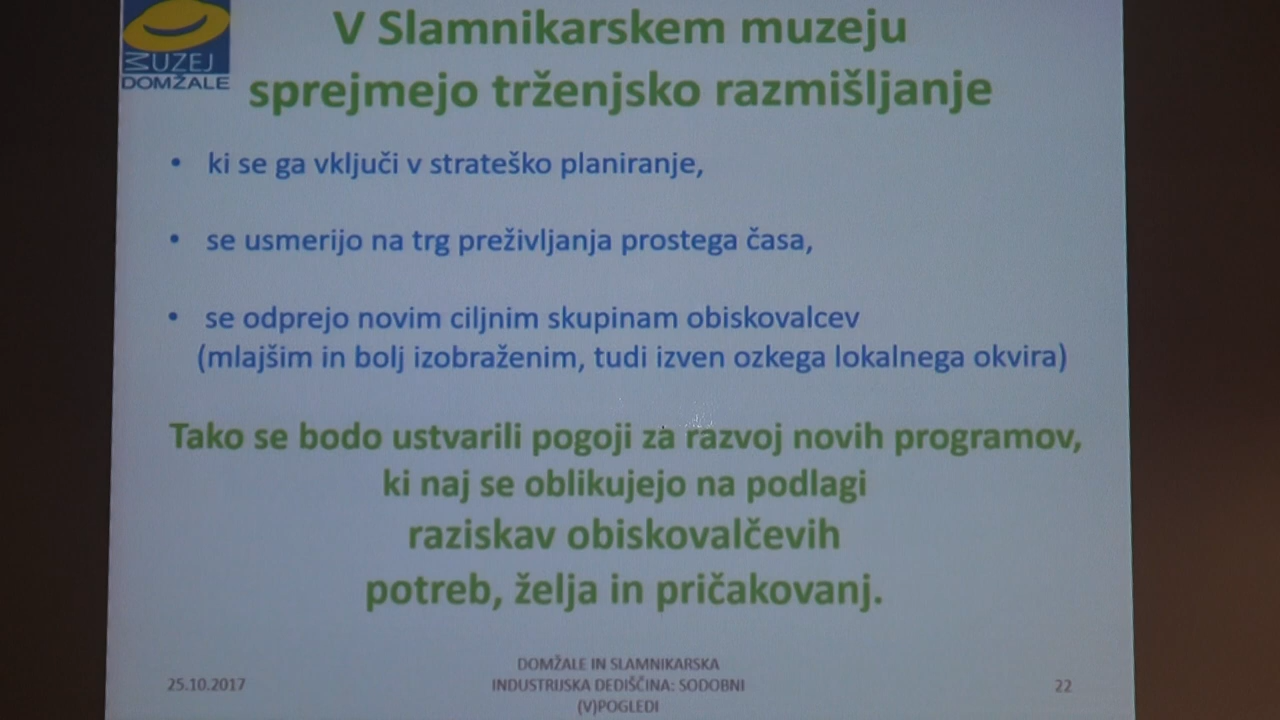 MUZEJ
DOMŽALE
V Slamnikarskem muzeju
sprejmejo trženjsko razmišljanje
• ki se ga vključi v strateško planiranje,
• se usmerijo na trg preživljanja prostega časa,
• se odprejo novim ciljnim skupinam obiskovalcev
(mlajšim in bolj izobraženim, tudi izven ozkega lokalnega okvira)
Tako se bodo ustvarili pogoji za razvoj novih programov,
ki naj se oblikujejo na podlagi
raziskav obiskovalčevih
potreb, želja in pričakovanj.
25.10.2017
DOMŽALE IN SLAMNIKARSKA
INDUSTRIJSKA DEDIŠČINA: SODOBNI
(V)POGLEDI
22